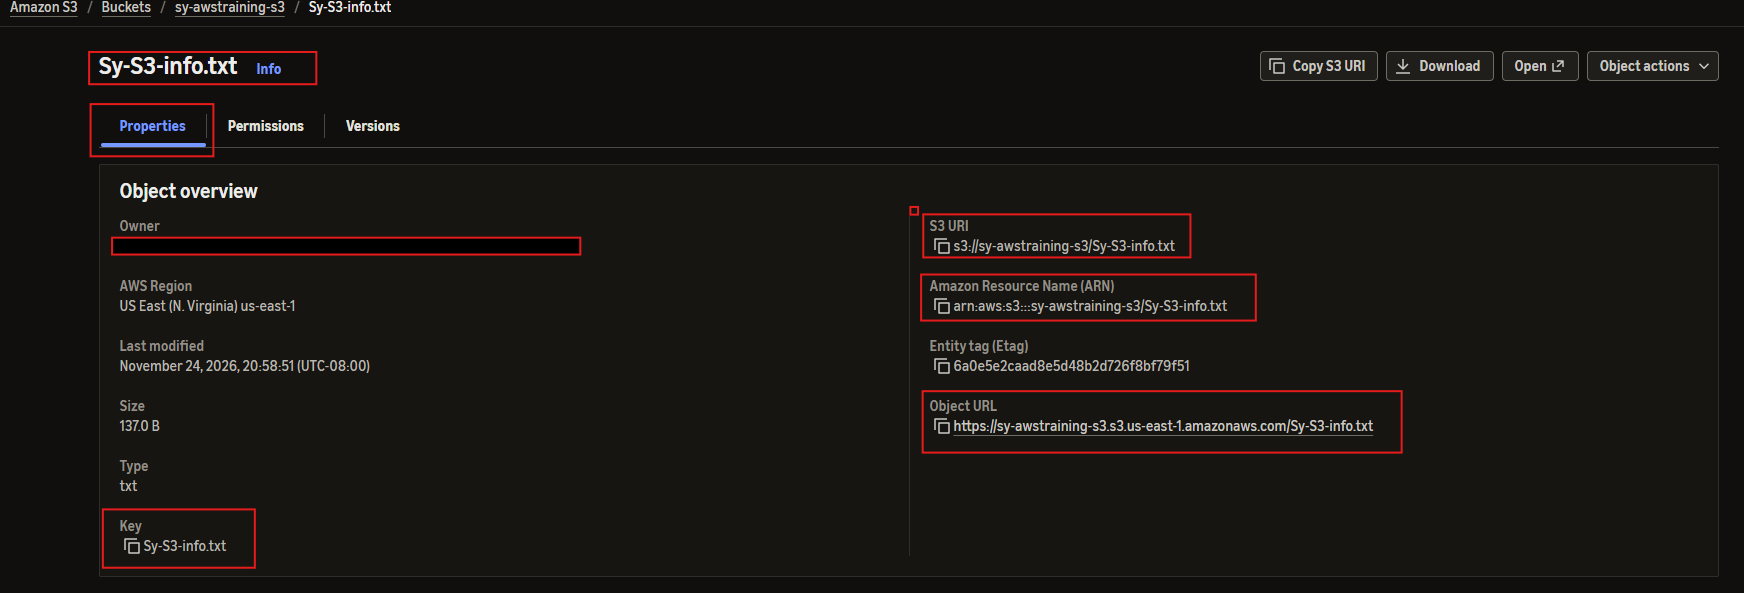 Amazon S3 / Buckets / sy-awstraining-s3 / Sy-S3-info.txt
Sy-S3-info.txt Info
Copy S3 URI Download Open Object actions
Properties Permissions Versions
Object overview
Owner
AWS Region
US East (N. Virginia) us-east-1
Last modified
November 24, 2026, 20:58:51 (UTC-08:00)
Size
137.0 B
Type
txt
Key
Sy-S3-info.txt
S3 URI
s3://sy-awstraining-s3/Sy-S3-info.txt
Amazon Resource Name (ARN)
arn:aws:s3:::sy-awstraining-s3/Sy-S3-info.txt
Entity tag (Etag)
6a0e5e2caad8e5d48b2d726f8bf79f51
Object URL
https://sy-awstraining-s3.s3.us-east-1.amazonaws.com/Sy-S3-info.txt